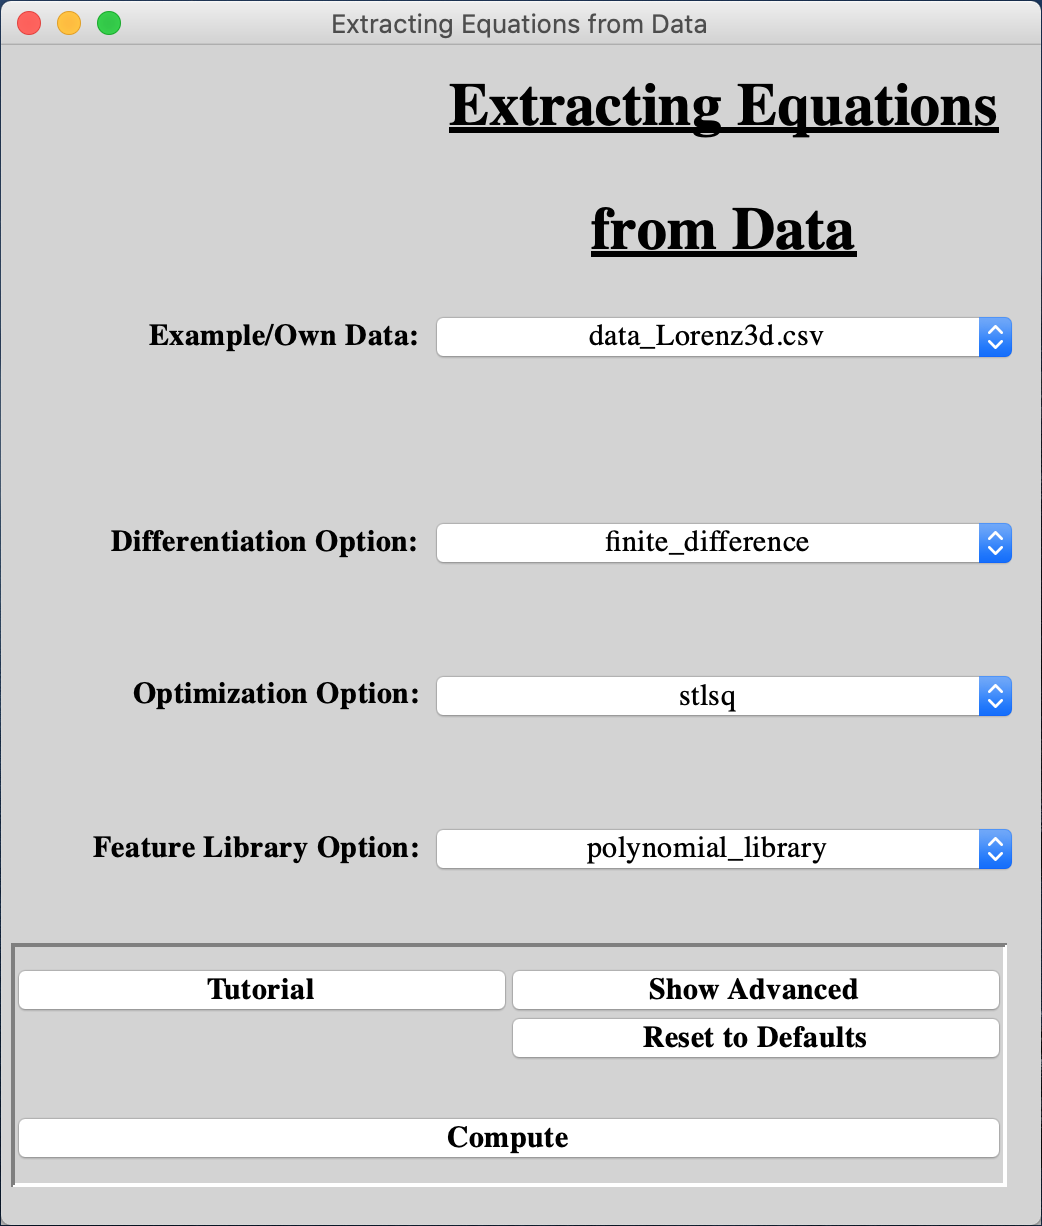 Extracting Equations from Data
Extracting Equations
from Data
Example/Own Data: data_Lorenz3d.csv
Differentiation Option: finite_difference
Optimization Option: stlsq
Feature Library Option: polynomial_library
Tutorial Show Advanced
Reset to Defaults
Compute